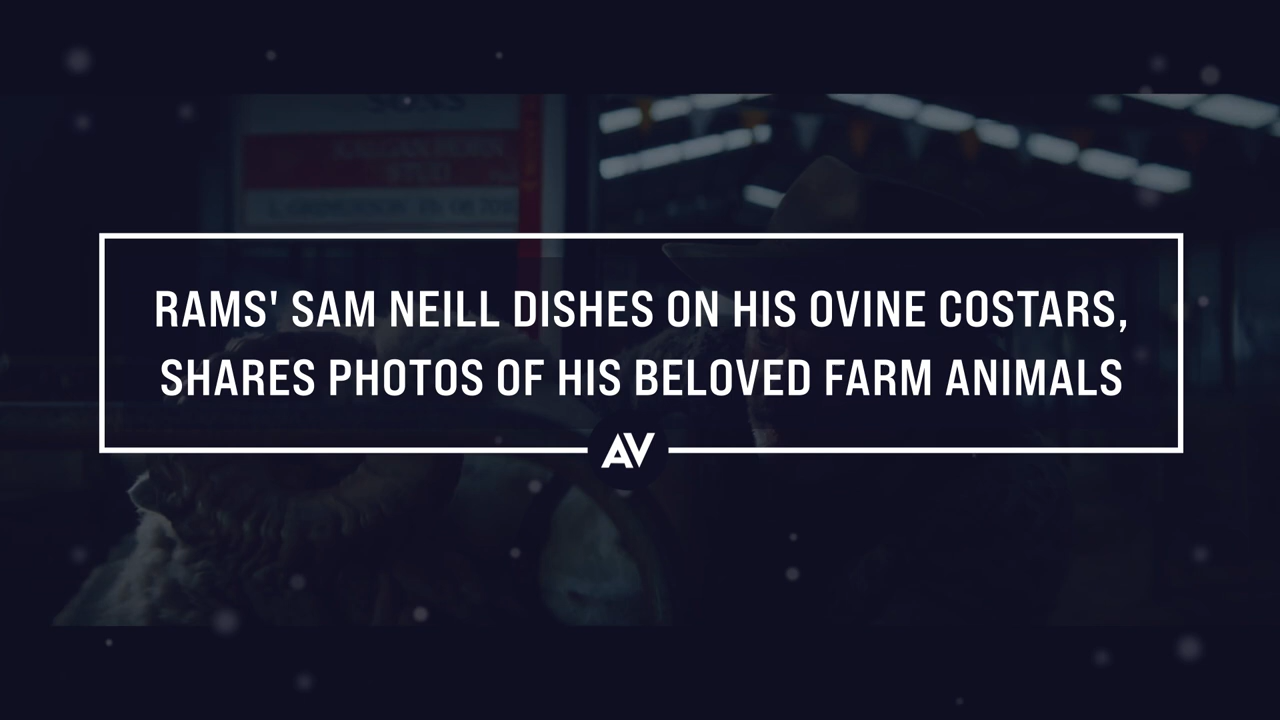 RAMS' SAM NEILL DISHES ON HIS OVINE COSTARS,
SHARES PHOTOS OF HIS BELOVED FARM ANIMALS
AV